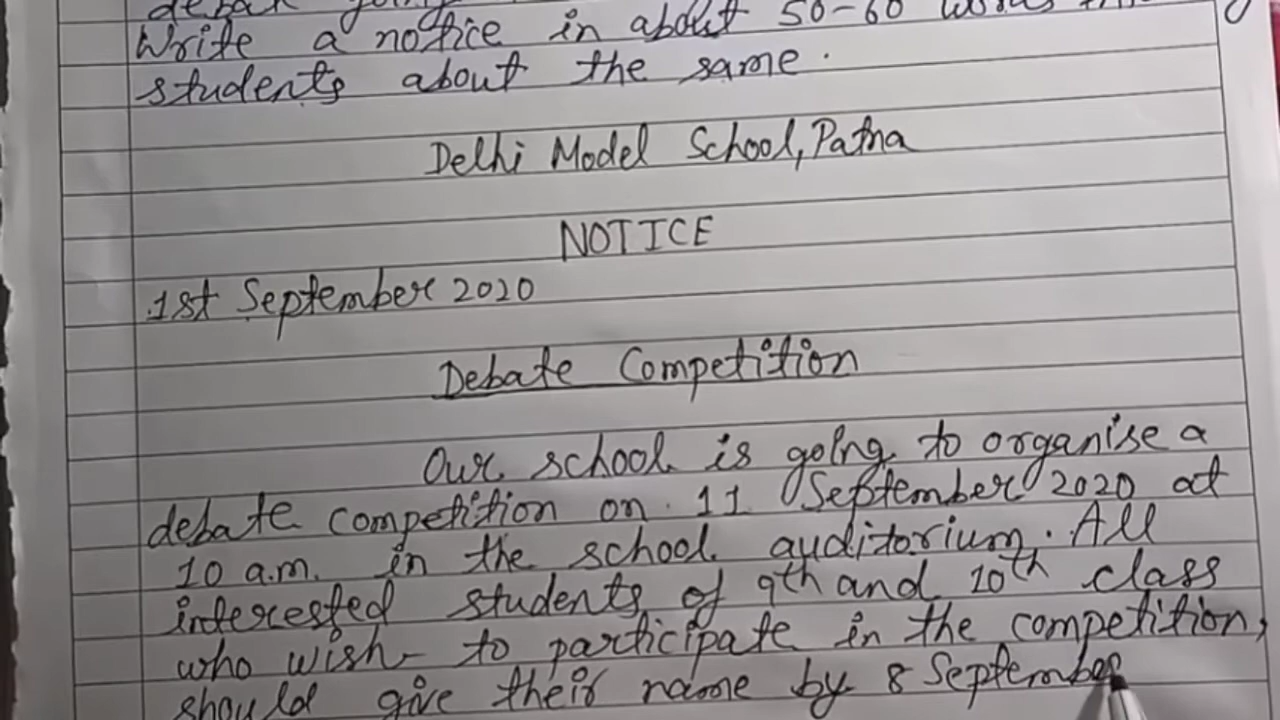 debate
Write a notice in about 50-60 words
students about the same.
Delhi Model School, Patna
NOTICE
1st September 2020
Debate Competition
Our school is going to organise a
debate competition on 11 September 2020 at
10 a.m. in the school auditorium. All
interested students of 9th and 10th class
who wish to participate in the competition,
should give their name by 8 September